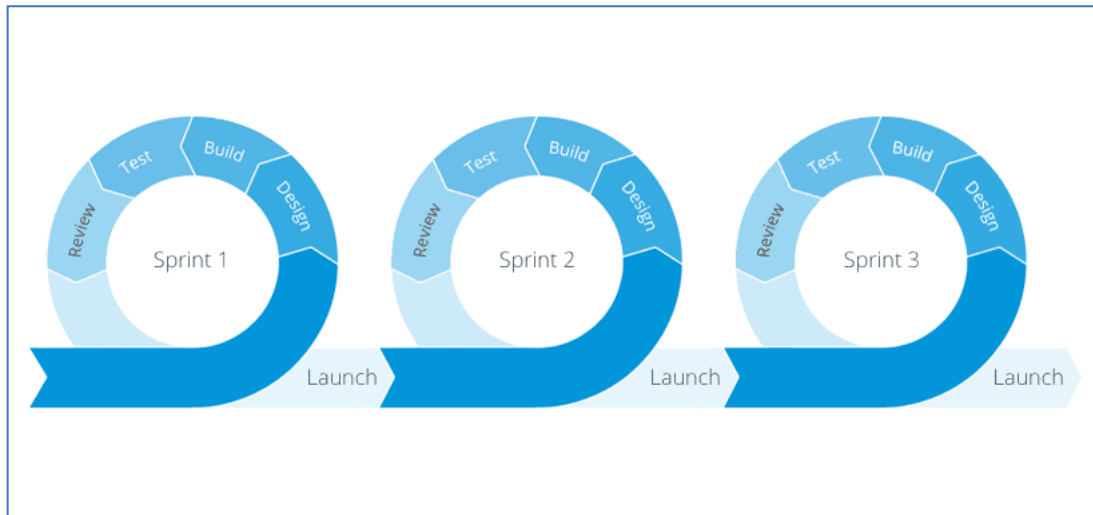 Design
Build
Test
Review
Sprint 1
Launch
Design
Build
Test
Review
Sprint 2
Launch
Design
Build
Test
Review
Sprint 3
Launch